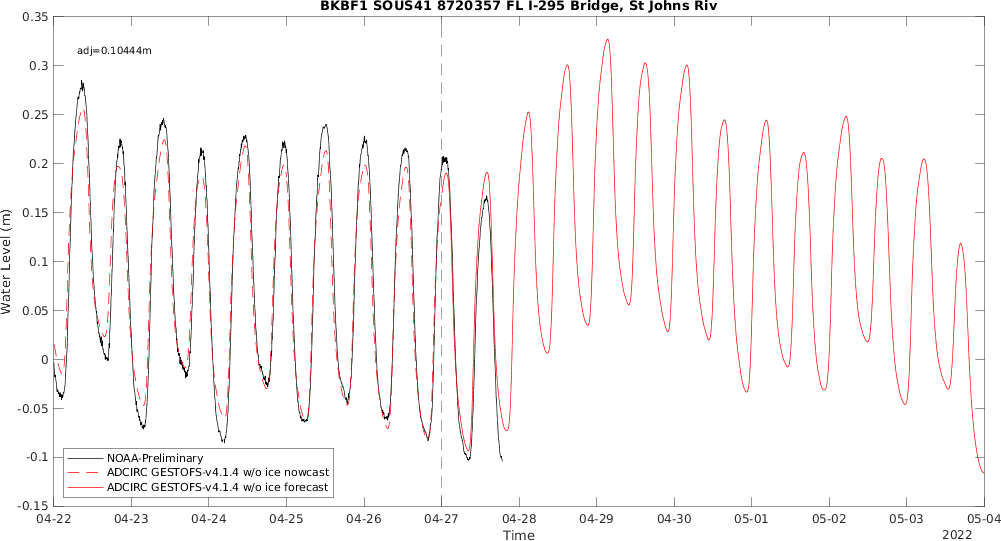 BKBF1 SOUS41 8720357 FL I-295 Bridge, St Johns Riv
adj=0.10444m
0.35
0.3
0.25
0.2
0.15
0.1
0.05
0
-0.05
-0.1
-0.15
Water Level (m)
NOAA-Preliminary
ADCIRC GESTOFS-v4.1.4 w/o ice nowcast
ADCIRC GESTOFS-v4.1.4 w/o ice forecast
04-22 04-23 04-24 04-25 04-26 04-27 04-28 04-29 04-30 05-01 05-02 05-03 05-04
Time
2022